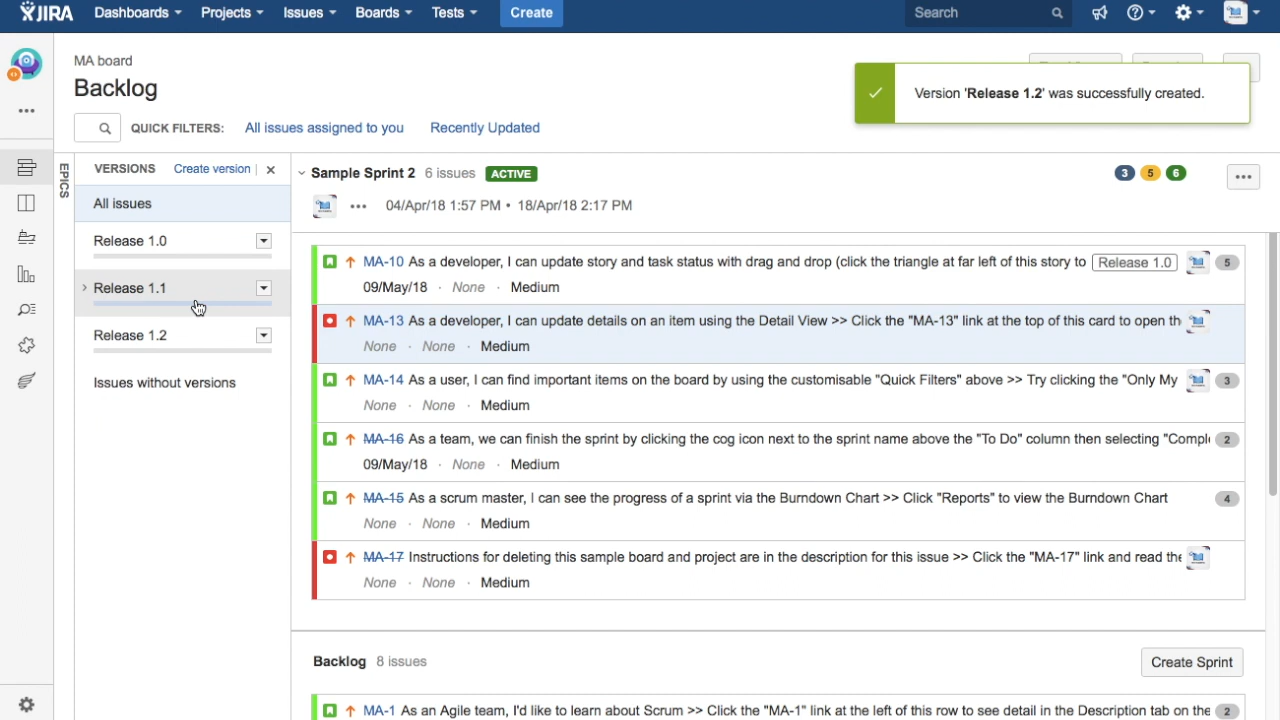 JIRA Dashboards Projects Issues Boards Tests Create Search
MA board
Backlog
Version 'Release 1.2' was successfully created.
QUICK FILTERS: All issues assigned to you Recently Updated
EPICS
VERSIONS Create version
All issues
Release 1.0
Release 1.1
Release 1.2
Issues without versions
Sample Sprint 2 6 issues ACTIVE 3 5 6
04/Apr/18 1:57 PM • 18/Apr/18 2:17 PM
MA-10 As a developer, I can update story and task status with drag and drop (click the triangle at far left of this story to Release 1.0 5
09/May/18 · None · Medium
MA-13 As a developer, I can update details on an item using the Detail View >> Click the "MA-13" link at the top of this card to open th
None · None · Medium
MA-14 As a user, I can find important items on the board by using the customisable "Quick Filters" above >> Try clicking the "Only My 3
None · None · Medium
MA-16 As a team, we can finish the sprint by clicking the cog icon next to the sprint name above the "To Do" column then selecting "Compl 2
09/May/18 · None · Medium
MA-15 As a scrum master, I can see the progress of a sprint via the Burndown Chart >> Click "Reports" to view the Burndown Chart 4
None · None · Medium
MA-17 Instructions for deleting this sample board and project are in the description for this issue >> Click the "MA-17" link and read the
None · None · Medium
Backlog 8 issues Create Sprint
MA-1 As an Agile team, I'd like to learn about Scrum >> Click the "MA-1" link at the left of this row to see detail in the Description tab on the 2